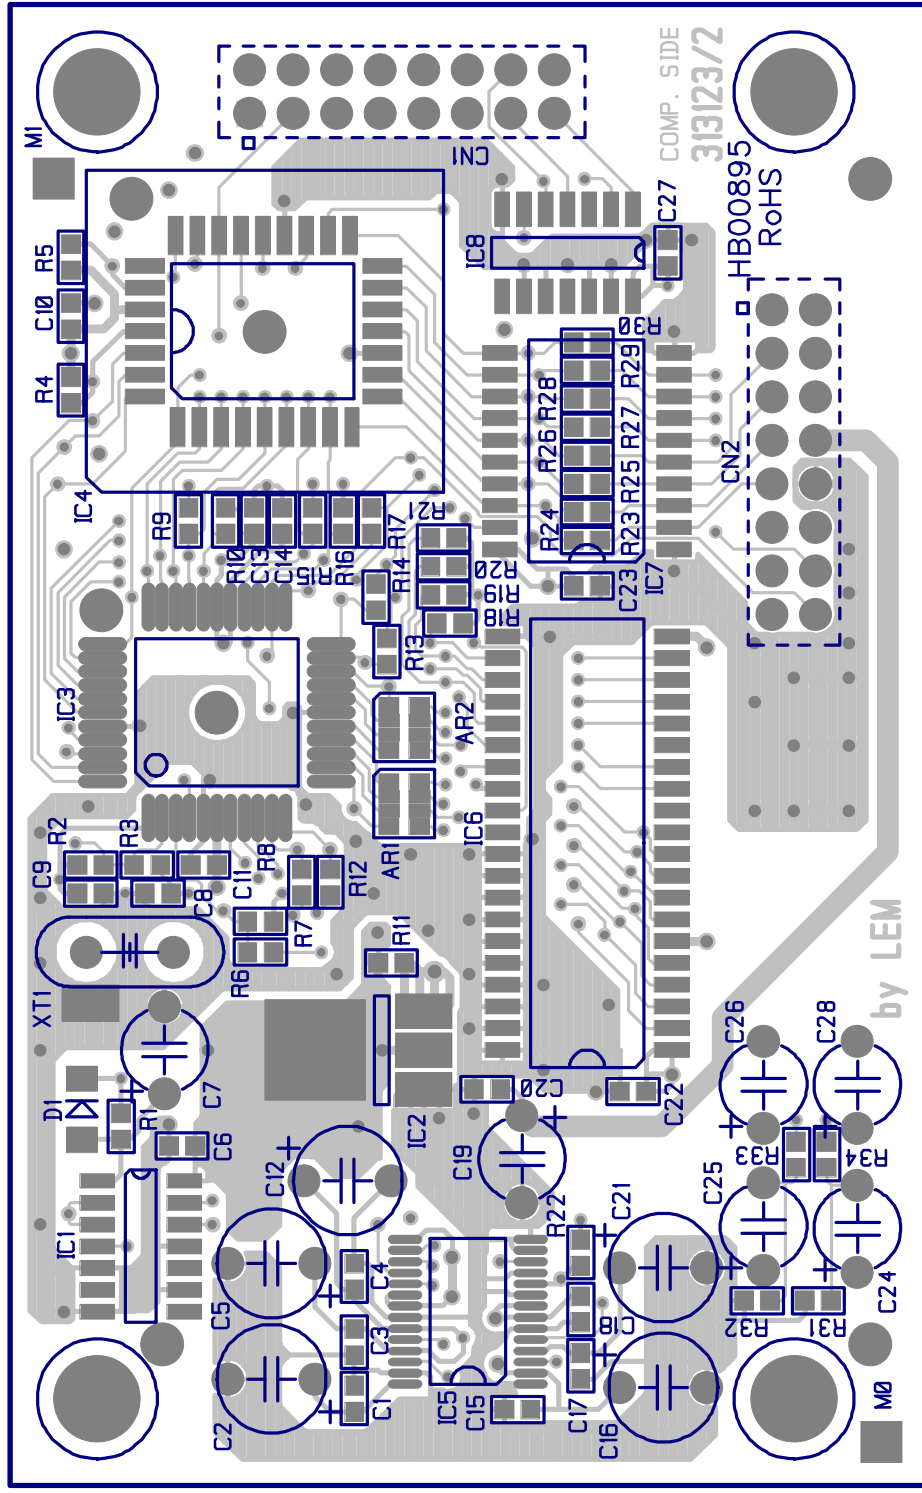 COMP. SIDE
313123/2
M1
CN1
HB00895
RoHS
C27
IC8
R5
C10
R4
R30
R29
R28
R27
R26
R25
R24
R23
CN2
IC4
R9
R10
C13
C14
R15
R16
R17
R21
R20
R19
R18
R14
R13
C23
IC7
IC3
AR2
AR1
IC6
R2
R3
R8
C9
C8
C11
R12
R7
R6
R11
XT1
by LEM
C26
C28
D1
R1
C7
C6
IC2
C20
C22
C19
C12
R33
R34
C25
IC1
C5
C4
R22
C21
C24
C3
C18
R32
R31
C2
C1
IC5
C15
C17
C16
M0